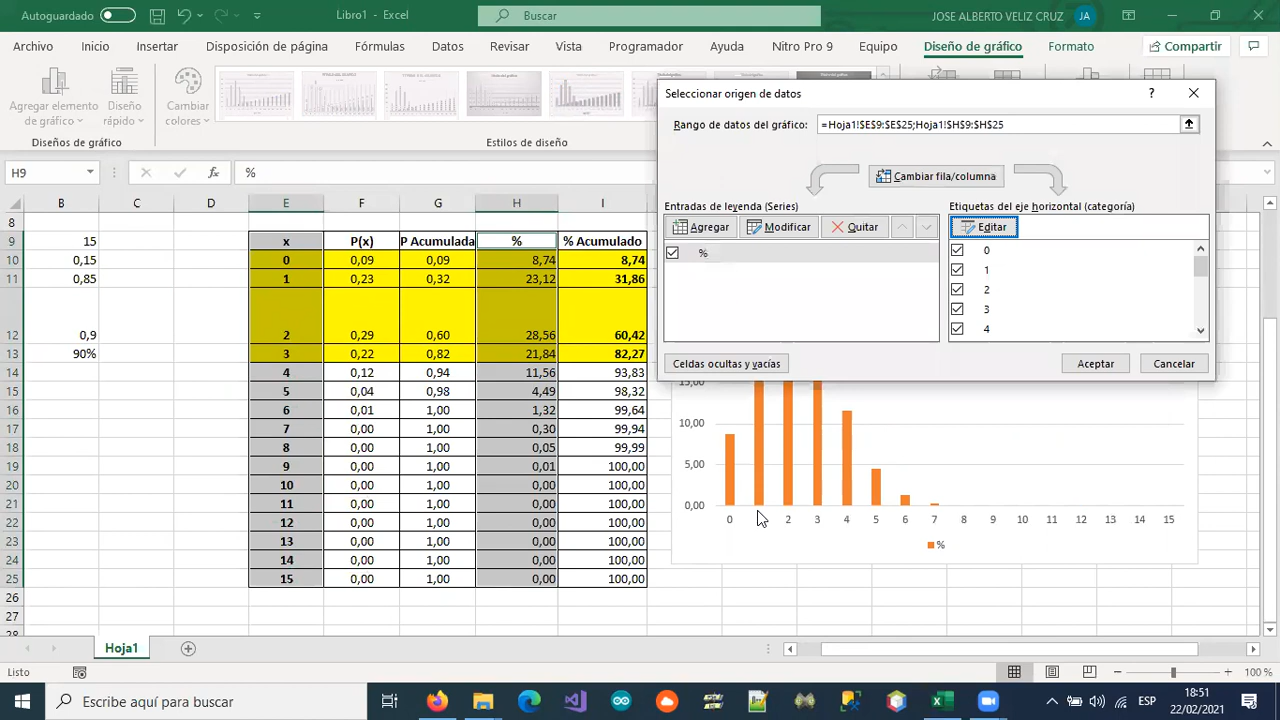 Autoguardado Libro1 - Excel Buscar JOSE ALBERTO VELIZ CRUZ JA
Archivo Inicio Insertar Disposición de página Fórmulas Datos Revisar Vista Programador Ayuda Nitro Pro 9 Equipo Diseño de gráfico Formato Compartir
Agregar elemento de gráfico
Diseño rápido
Cambiar colores
Diseños de gráfico Estilos de diseño
H9 fx %
Seleccionar origen de datos ?
Rango de datos del gráfico: =Hoja1!$E$9:$E$25;Hoja1!$H$9:$H$25
Cambiar fila/columna
Entradas de leyenda (Series) Etiquetas del eje horizontal (categoría)
Agregar Modificar Quitar Editar
% 0
1
2
3
4
Celdas ocultas y vacías Aceptar Cancelar
B C D E F G H I
8
9 15 x P(x) P Acumulada % % Acumulado
10 0,15 0 0,09 0,09 8,74 8,74
11 0,85 1 0,23 0,32 23,12 31,86
12 0,9 2 0,29 0,60 28,56 60,42
13 90% 3 0,22 0,82 21,84 82,27
14 4 0,12 0,94 11,56 93,83
15 5 0,04 0,98 4,49 98,32
16 6 0,01 1,00 1,32 99,64
17 7 0,00 1,00 0,30 99,94
18 8 0,00 1,00 0,05 99,99
19 9 0,00 1,00 0,01 100,00
20 10 0,00 1,00 0,00 100,00
21 11 0,00 1,00 0,00 100,00
22 12 0,00 1,00 0,00 100,00
23 13 0,00 1,00 0,00 100,00
24 14 0,00 1,00 0,00 100,00
25 15 0,00 1,00 0,00 100,00
26
27
28
15,00
10,00
5,00
0,00
0 2 3 4 5 6 7 8 9 10 11 12 13 14 15
%
Hoja1
Listo 100 %
Escribe aquí para buscar ESP 18:51
22/02/2021